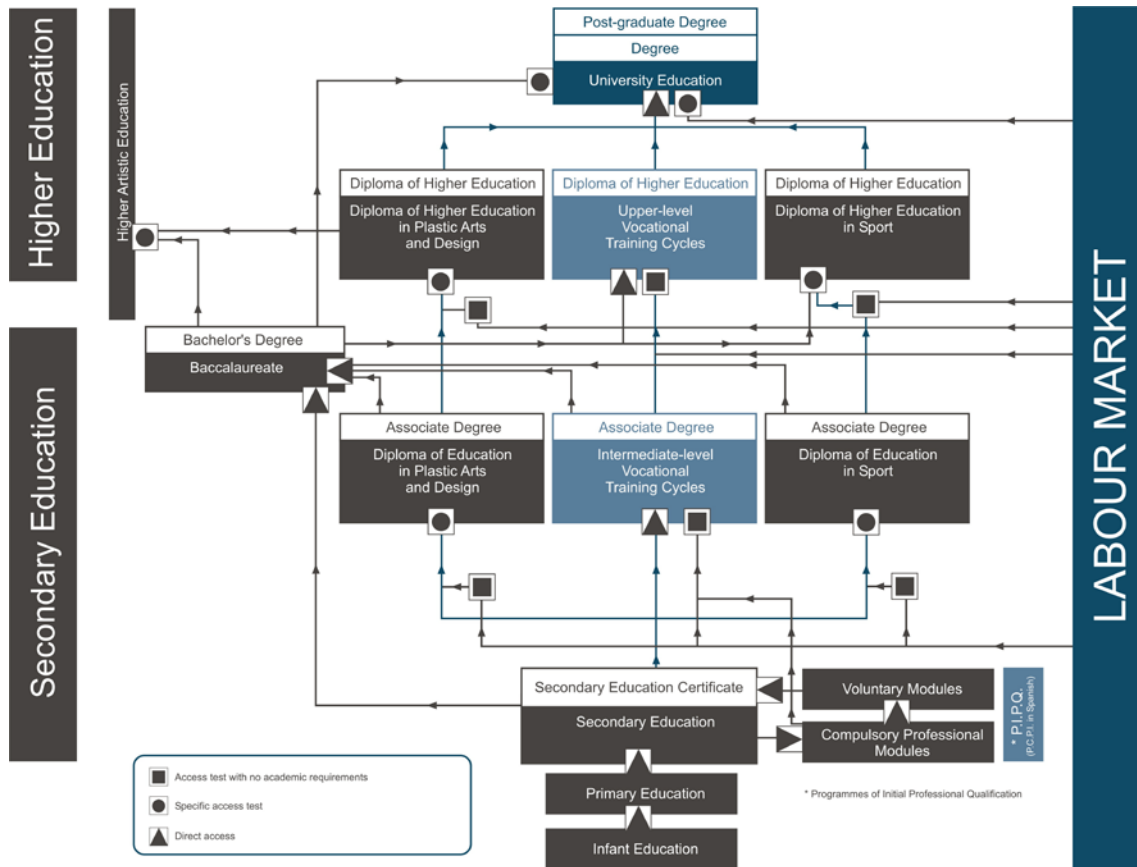 Higher Education
Higher Artistic Education
Post-graduate Degree
Degree
University Education
Diploma of Higher Education
Diploma of Higher Education
in Plastic Arts
and Design
Diploma of Higher Education
Upper-level
Vocational
Training Cycles
Diploma of Higher Education
Diploma of Higher Education
in Sport
LABOUR MARKET
Secondary Education
Bachelor's Degree
Baccalaureate
Associate Degree
Diploma of Education
in Plastic Arts
and Design
Associate Degree
Intermediate-level
Vocational
Training Cycles
Associate Degree
Diploma of Education
in Sport
Secondary Education Certificate
Secondary Education
Voluntary Modules
Compulsory Professional
Modules
* P.I.P.Q.
(P.C.P.I. in Spanish)
Primary Education
Infant Education
* Programmes of Initial Professional Qualification
Access test with no academic requirements
Specific access test
Direct access